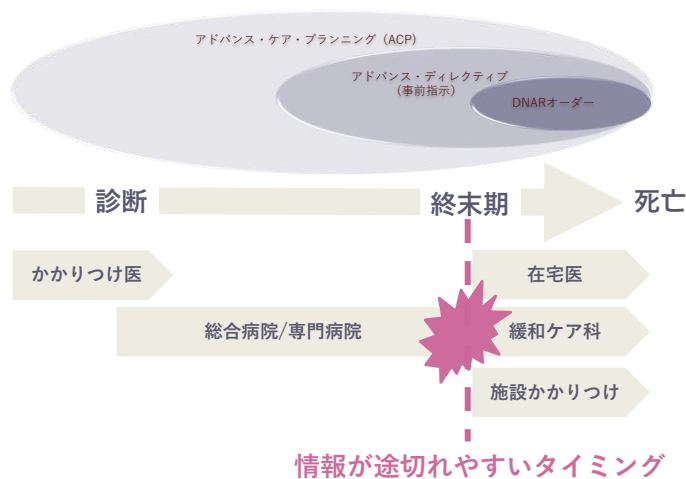 アドバンス・ケア・プランニング（ACP）
アドバンス・ディレクティブ
（事前指示）
DNARオーダー
診断
終末期
死亡
かかりつけ医
在宅医
総合病院/専門病院
緩和ケア科
施設かかりつけ
情報が途切れやすいタイミング